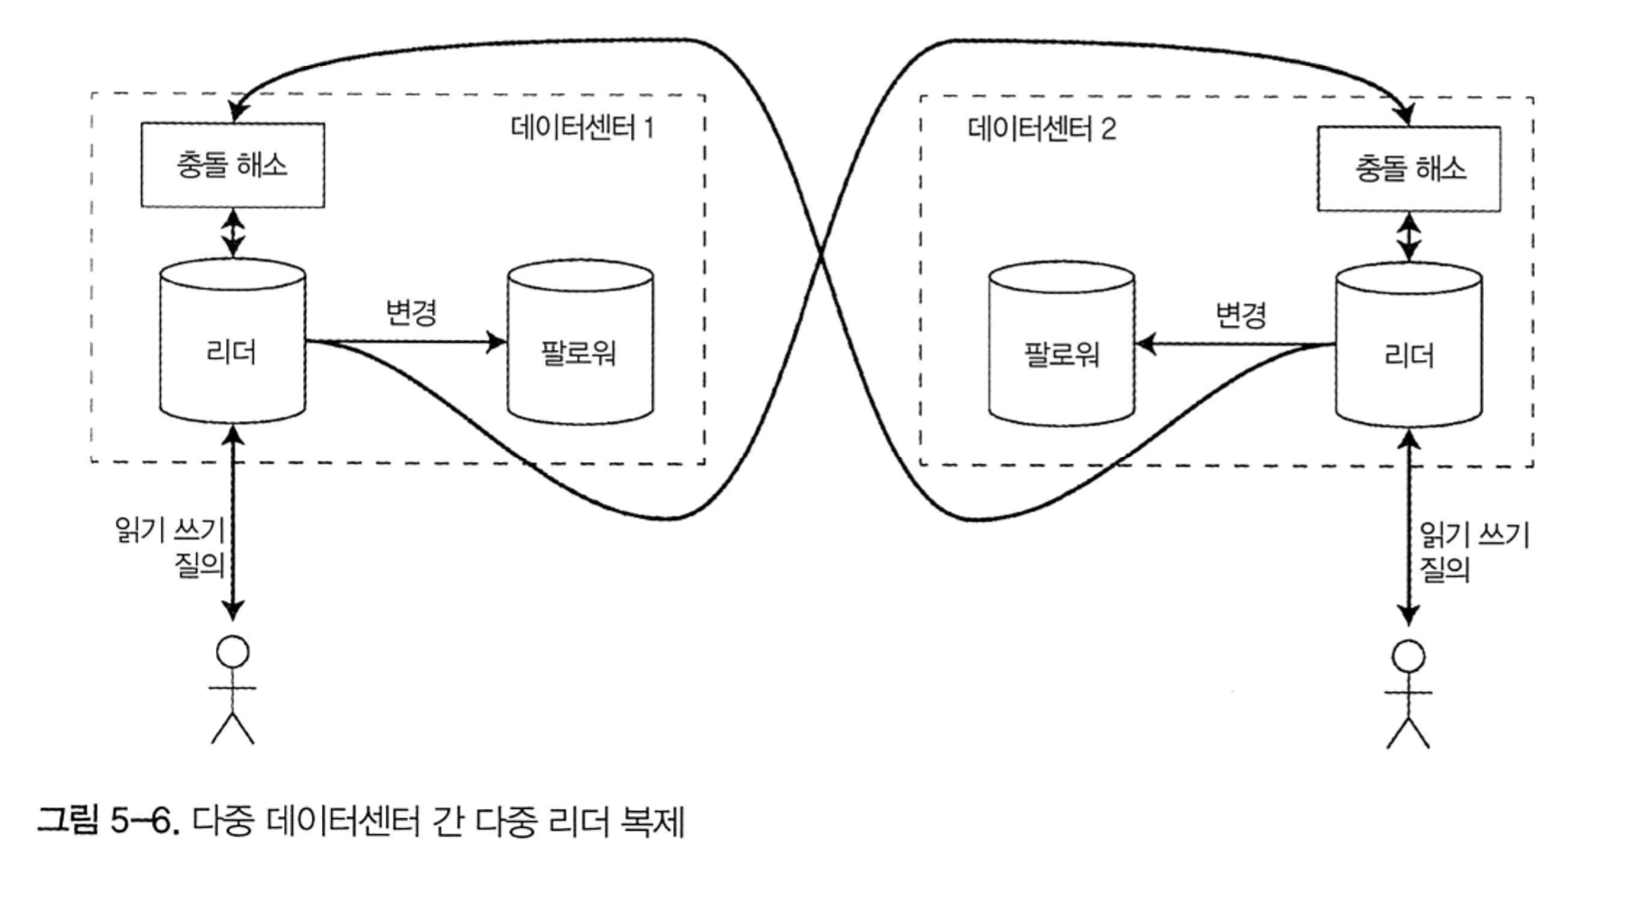 데이터센터 1
충돌 해소
리더
변경
팔로워
읽기 쓰기
질의
데이터센터 2
충돌 해소
팔로워
변경
리더
읽기 쓰기
질의
그림 5-6. 다중 데이터센터 간 다중 리더 복제